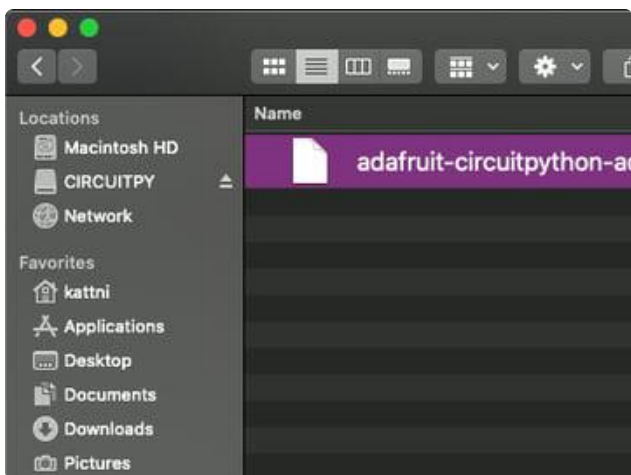 Locations
Macintosh HD
CIRCUITPY
Network
Favorites
kattni
Applications
Desktop
Documents
Downloads
Pictures
Name
adafruit-circuitpython-a